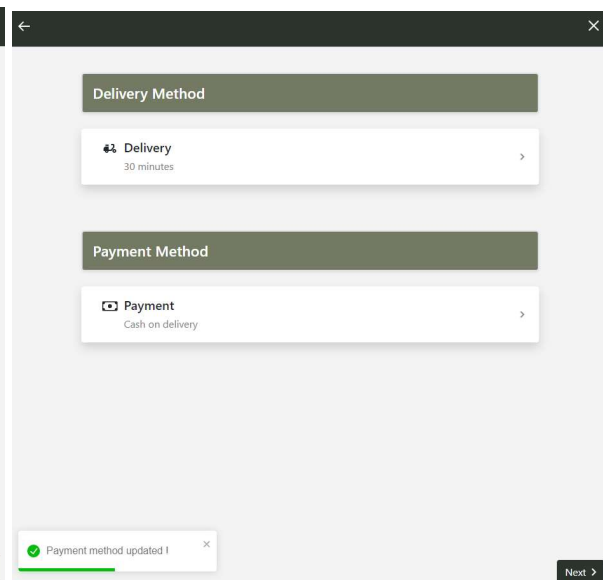 Delivery Method
Delivery
30 minutes
Payment Method
Payment
Cash on delivery
Payment method updated !
Next